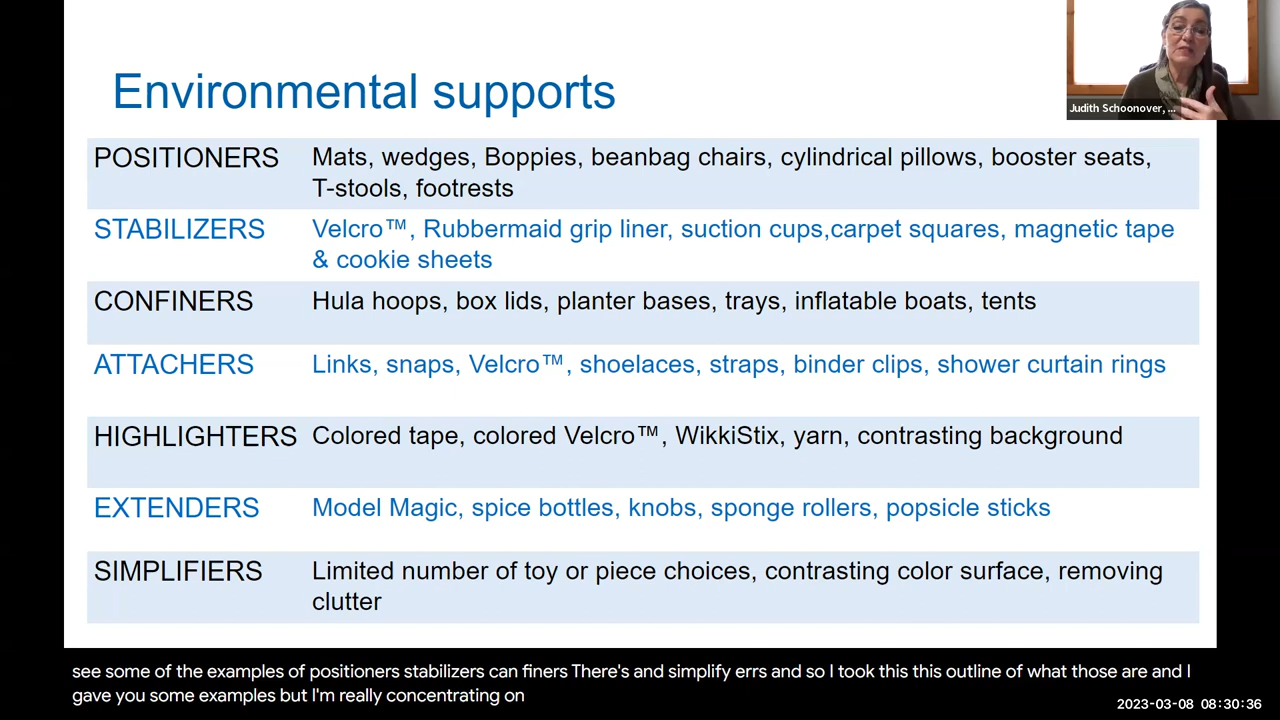 Environmental supports
Judith Schoonover, ...
POSITIONERS Mats, wedges, Boppies, beanbag chairs, cylindrical pillows, booster seats,
T-stools, footrests
STABILIZERS Velcro™, Rubbermaid grip liner, suction cups,carpet squares, magnetic tape
& cookie sheets
CONFINERS Hula hoops, box lids, planter bases, trays, inflatable boats, tents
ATTACHERS Links, snaps, Velcro™, shoelaces, straps, binder clips, shower curtain rings
HIGHLIGHTERS Colored tape, colored Velcro™, WikkiStix, yarn, contrasting background
EXTENDERS Model Magic, spice bottles, knobs, sponge rollers, popsicle sticks
SIMPLIFIERS Limited number of toy or piece choices, contrasting color surface, removing
clutter
see some of the examples of positioners stabilizers can finers There's and simplify errs and so I took this this outline of what those are and I
gave you some examples but I'm really concentrating on
2023-03-08 08:30:36